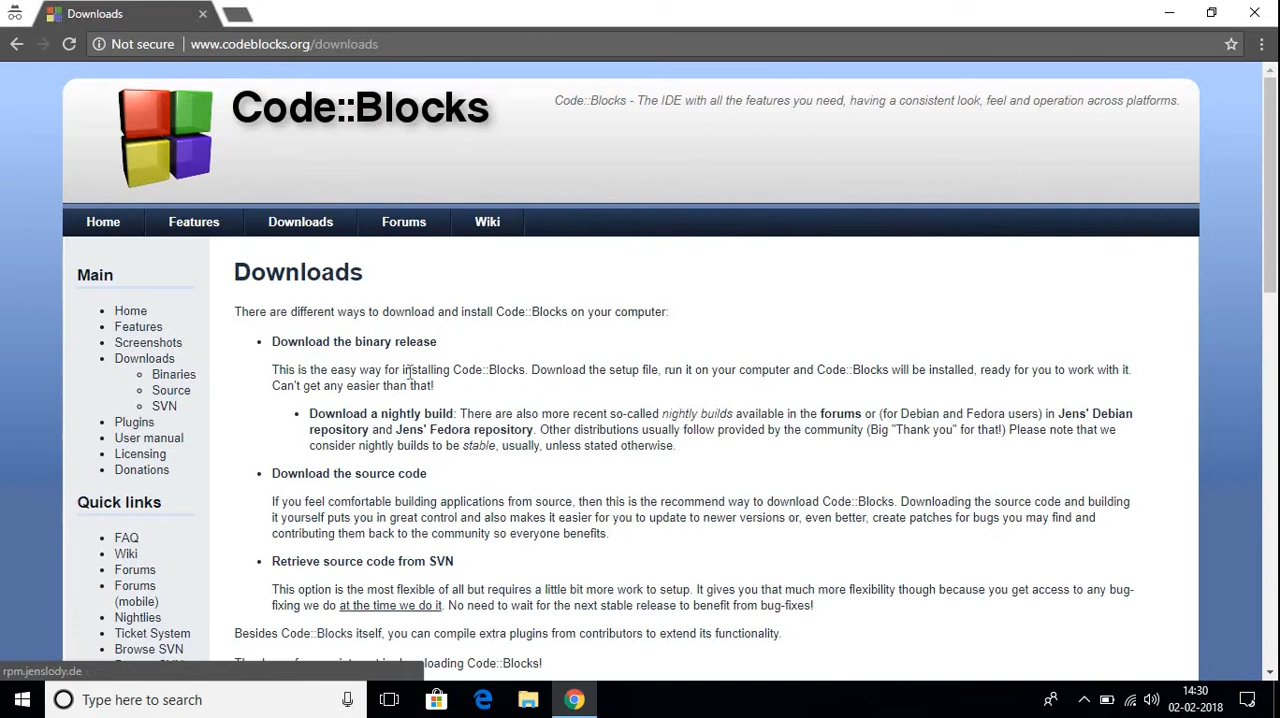 Downloads
Not secure www.codeblocks.org/downloads
Code::Blocks
Code::Blocks - The IDE with all the features you need, having a consistent look, feel and operation across platforms.
Home Features Downloads Forums Wiki
Main
Home
Features
Screenshots
Downloads
Binaries
Source
SVN
Plugins
User manual
Licensing
Donations
Quick links
FAQ
Wiki
Forums
Forums
(mobile)
Nightlies
Ticket System
Browse SVN
Downloads
There are different ways to download and install Code::Blocks on your computer:
Download the binary release
This is the easy way for installing Code::Blocks. Download the setup file, run it on your computer and Code::Blocks will be installed, ready for you to work with it.
Can't get any easier than that!
Download a nightly build: There are also more recent so-called nightly builds available in the forums or (for Debian and Fedora users) in Jens' Debian
repository and Jens' Fedora repository. Other distributions usually follow provided by the community (Big "Thank you" for that!) Please note that we
consider nightly builds to be stable, usually, unless stated otherwise.
Download the source code
If you feel comfortable building applications from source, then this is the recommend way to download Code::Blocks. Downloading the source code and building
it yourself puts you in great control and also makes it easier for you to update to newer versions or, even better, create patches for bugs you may find and
contributing them back to the community so everyone benefits.
Retrieve source code from SVN
This option is the most flexible of all but requires a little bit more work to setup. It gives you that much more flexibility though because you get access to any bug-
fixing we do at the time we do it. No need to wait for the next stable release to benefit from bug-fixes!
Besides Code::Blocks itself, you can compile extra plugins from contributors to extend its functionality.
Code::Blocks!
rpm.jenslody.de
Type here to search
14:30
02-02-2018